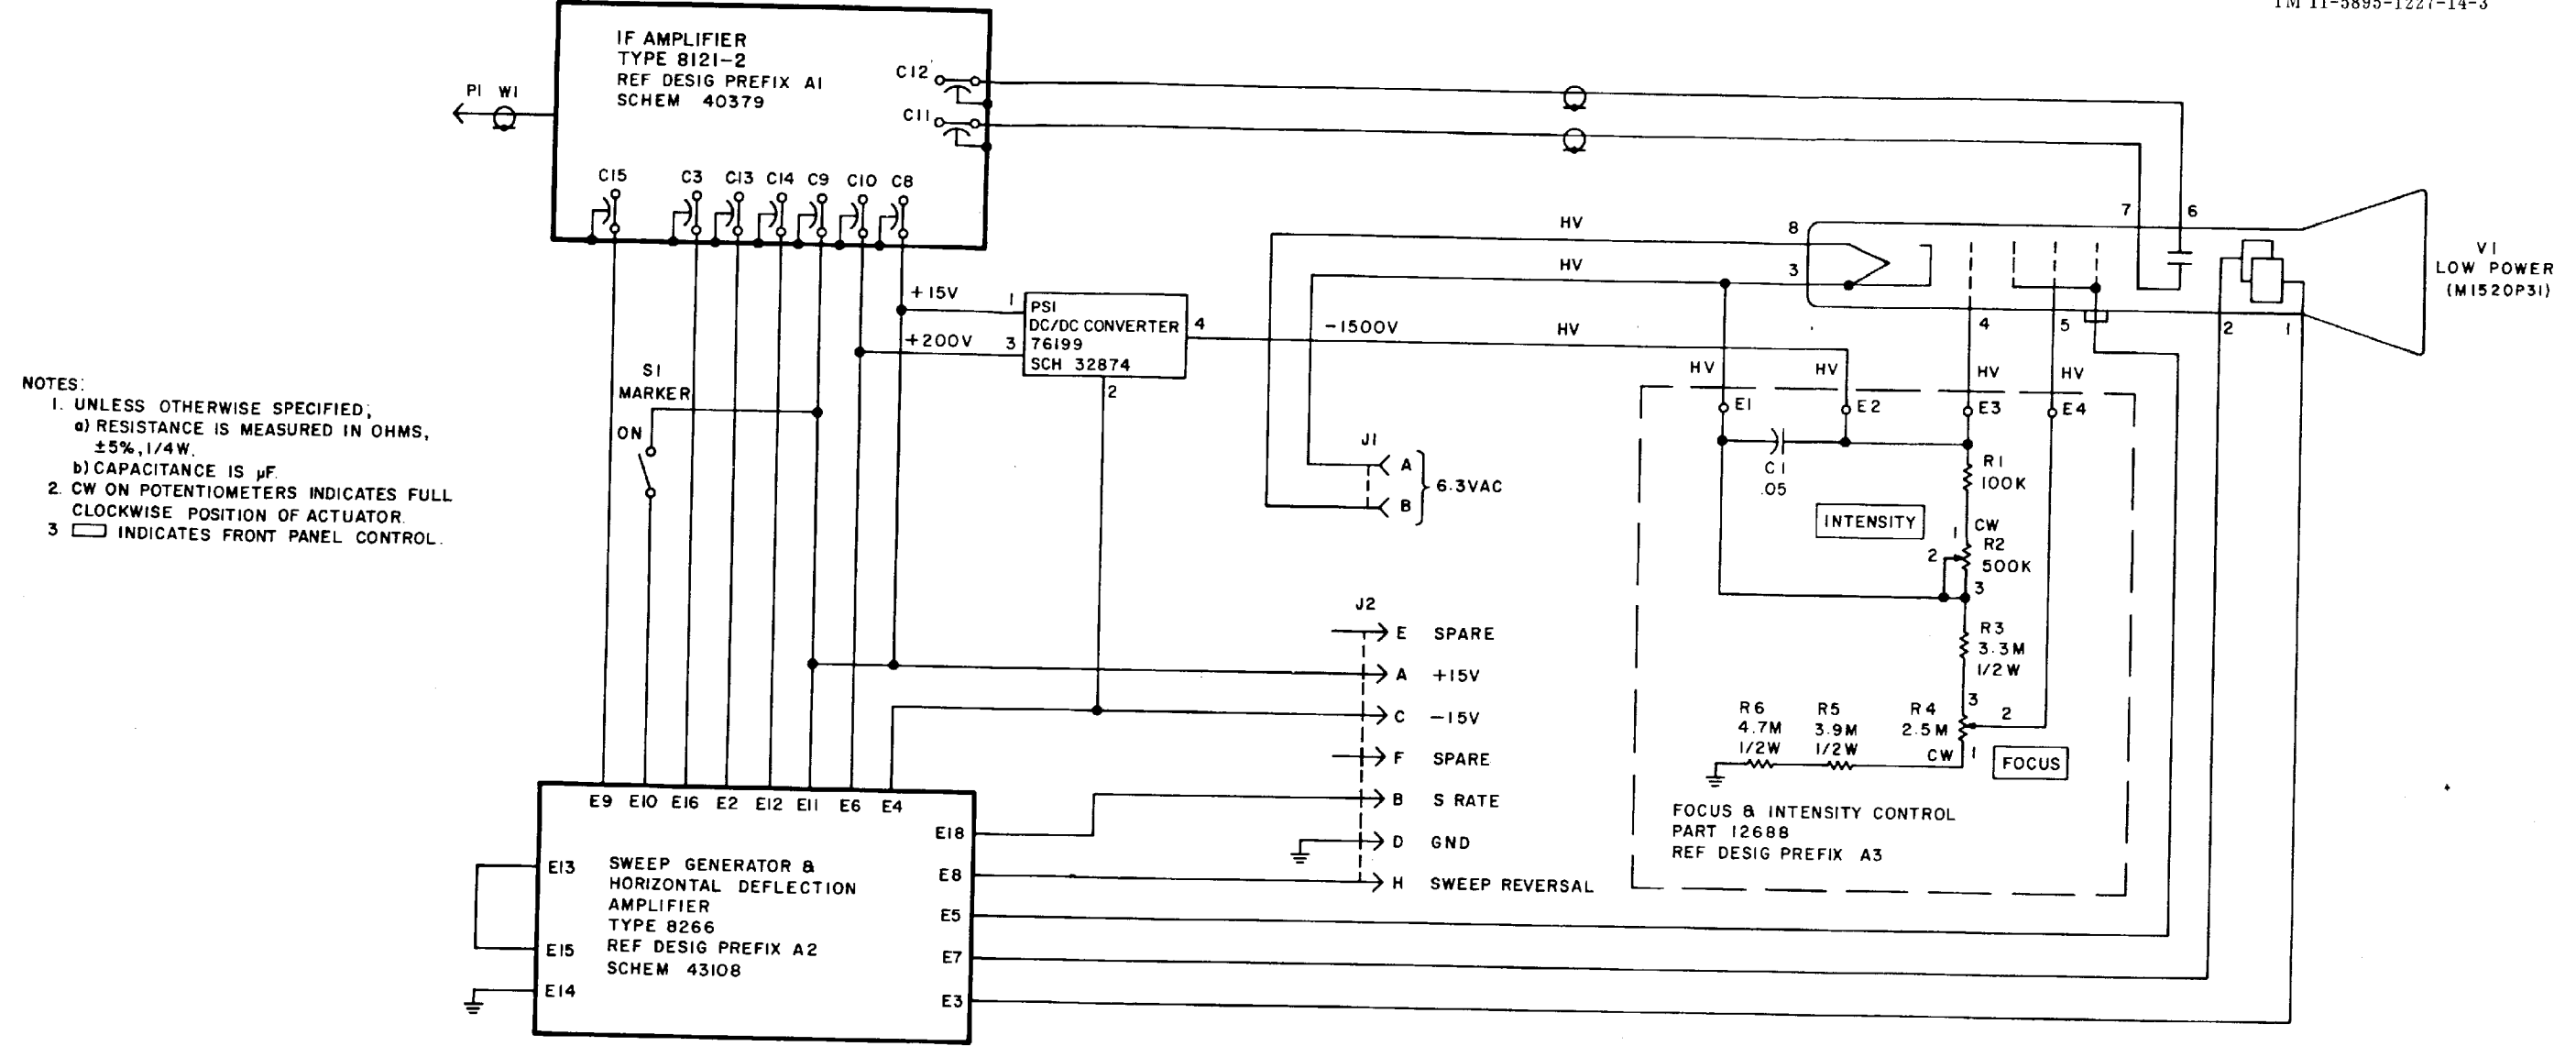 TM 11-5895-1227-14-3
IF AMPLIFIER
TYPE 8121-2
REF DESIG PREFIX A1
SCHEM 40379
P1 W1
C12
C11
C15 C3 C13 C14 C9 C10 C8
+15V
+200V
1
3
PS1
DC/DC CONVERTER
76199
SCH 32874
4
2
-1500V
HV
HV
HV
8
3
7
6
4
5
2
1
V1
LOW POWER
(M1520P31)
NOTES:
1. UNLESS OTHERWISE SPECIFIED;
a) RESISTANCE IS MEASURED IN OHMS,
±5%, 1/4W.
b) CAPACITANCE IS µF.
2. CW ON POTENTIOMETERS INDICATES FULL
CLOCKWISE POSITION OF ACTUATOR.
3 INDICATES FRONT PANEL CONTROL.
S1
MARKER
ON
J1
A
B
6.3VAC
HV
HV
HV
HV
E1
E2
E3
E4
C1
.05
R1
100K
INTENSITY
CW
1
R2
500K
2
3
R3
3.3M
1/2W
3
R4
2.5M
2
CW
1
FOCUS
R5
3.9M
1/2W
R6
4.7M
1/2W
FOCUS & INTENSITY CONTROL
PART 12688
REF DESIG PREFIX A3
J2
E SPARE
A +15V
C -15V
F SPARE
B S RATE
D GND
H SWEEP REVERSAL
E9 E10 E16 E2 E12 E11 E6 E4
E18
E8
E5
E7
E3
E13
E15
E14
SWEEP GENERATOR &
HORIZONTAL DEFLECTION
AMPLIFIER
TYPE 8266
REF DESIG PREFIX A2
SCHEM 43108